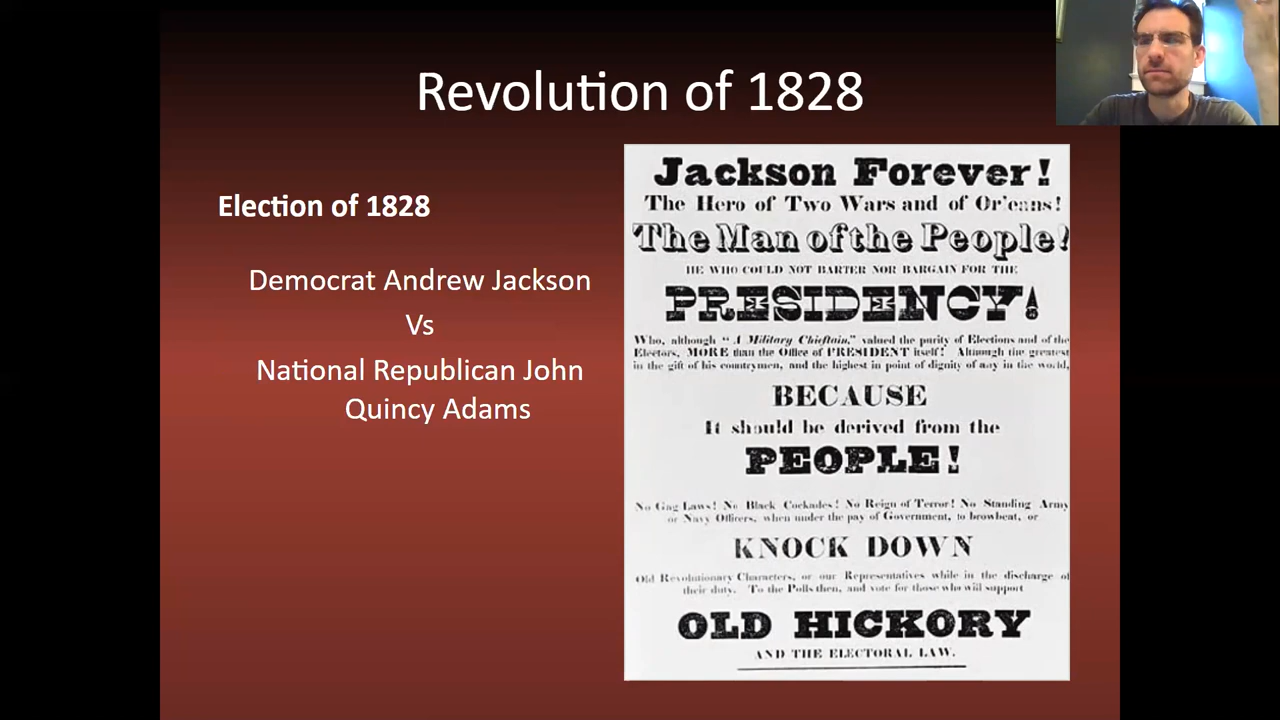 Revolution of 1828
Election of 1828
Democrat Andrew Jackson
Vs
National Republican John
Quincy Adams
Jackson Forever!
The Hero of Two Wars and of Orleans!
The Man of the People!
HE WHO COULD NOT BARTER NOR BARGAIN FOR THE
PRESIDENCY!
Who, although "A Military Chieftain," valued the purity of Elections and of the
Electors, MORE than the Office of PRESIDENT itself! Although the greatest
in the gift of his countrymen, and the highest in point of dignity of any in the world,
BECAUSE
It should be derived from the
PEOPLE!
No Gag Laws! No Black Cockades! No Reign of Terror! No Standing Army
or Navy Officers, when under the pay of Government, to browbeat, or
KNOCK DOWN
Old Revolutionary Characters, or our Representatives while in the discharge of
their duty. To the Polls then, and vote for those who will support
OLD HICKORY
AND THE ELECTORAL LAW.